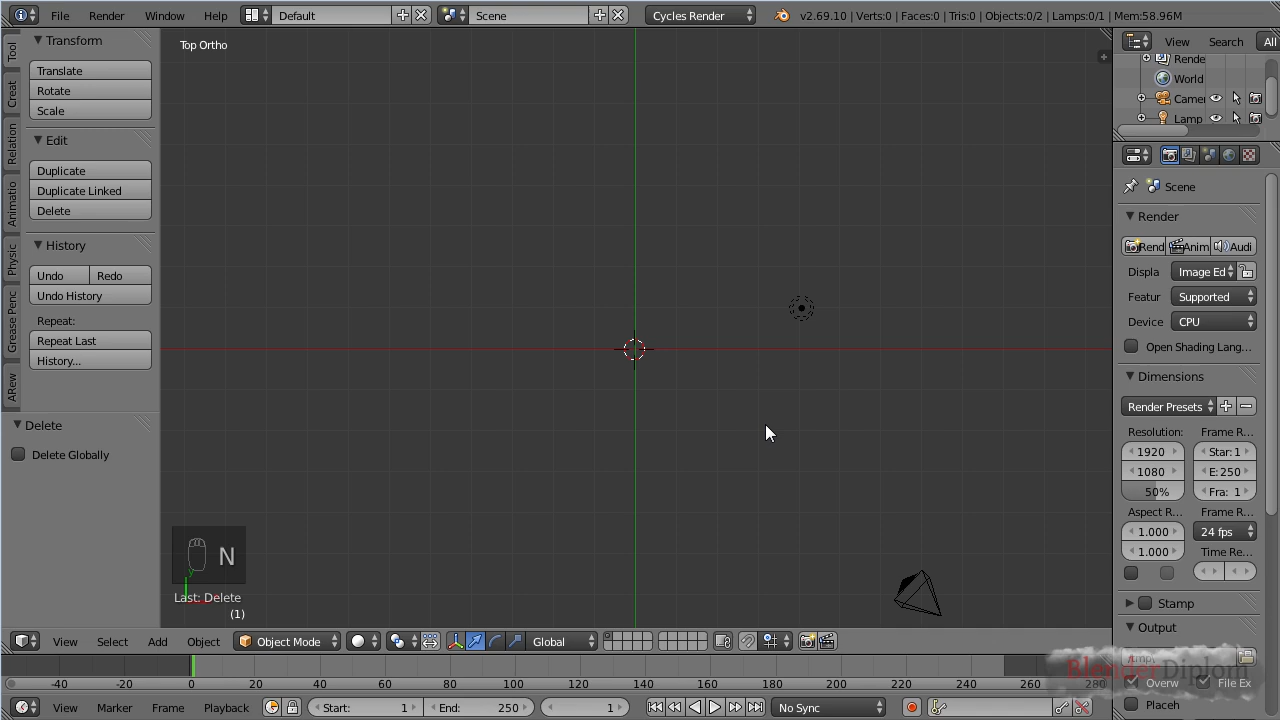 File Render Window Help Default Scene Cycles Render v2.69.10 | Verts:0 | Faces:0 | Tris:0 | Objects:0/2 | Lamps:0/1 | Mem:58.96M
Transform
Translate
Rotate
Scale
Edit
Duplicate
Duplicate Linked
Delete
History
Undo Redo
Undo History
Repeat:
Repeat Last
History...
Tool
Creat
Relation
Animatio
Physic
Grease Penc
ARew
Delete
Delete Globally
Top Ortho
N
y
Last: Delete
(1)
View Search All
Rende
World
Came
Lamp
Scene
Render
Rend Anim Audi
Displa Image Ed
Featur Supported
Device CPU
Open Shading Lang...
Dimensions
Render Presets
Resolution: Frame R...
1920 Star: 1
1080 E: 250
50% Fra: 1
Aspect R... Frame R...
1.000 24 fps
1.000 Time Re...
Stamp
Output
/tmp
Overw File Ex
Placeh
BlenderDiplom
View Select Add Object Object Mode Global
-40 -20 0 20 40 60 80 100 120 140 160 180 200 220 240 260 280
View Marker Frame Playback Start: 1 End: 250 1 No Sync